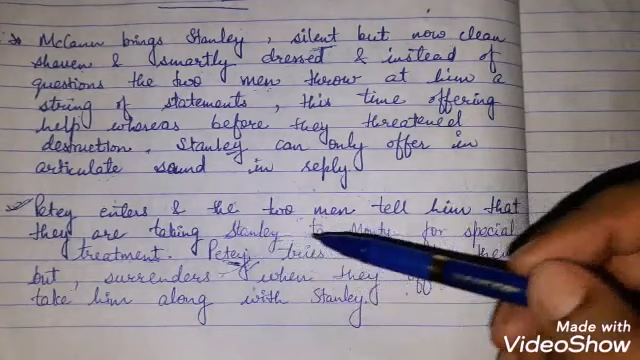 McCann brings Stanley, silent but now clean
shaven & smartly dressed & instead of
questions the two men throw at him a
string of statements, this time offering
help whereas before they threatened
destruction. Stanley can only offer in
articulate sound in reply
Petey enters & the two men tell him that
they are taking Stanley to for special
treatment. Petey tries
but, surrenders when they
take him along with Stanley.
Made with
VideoShow